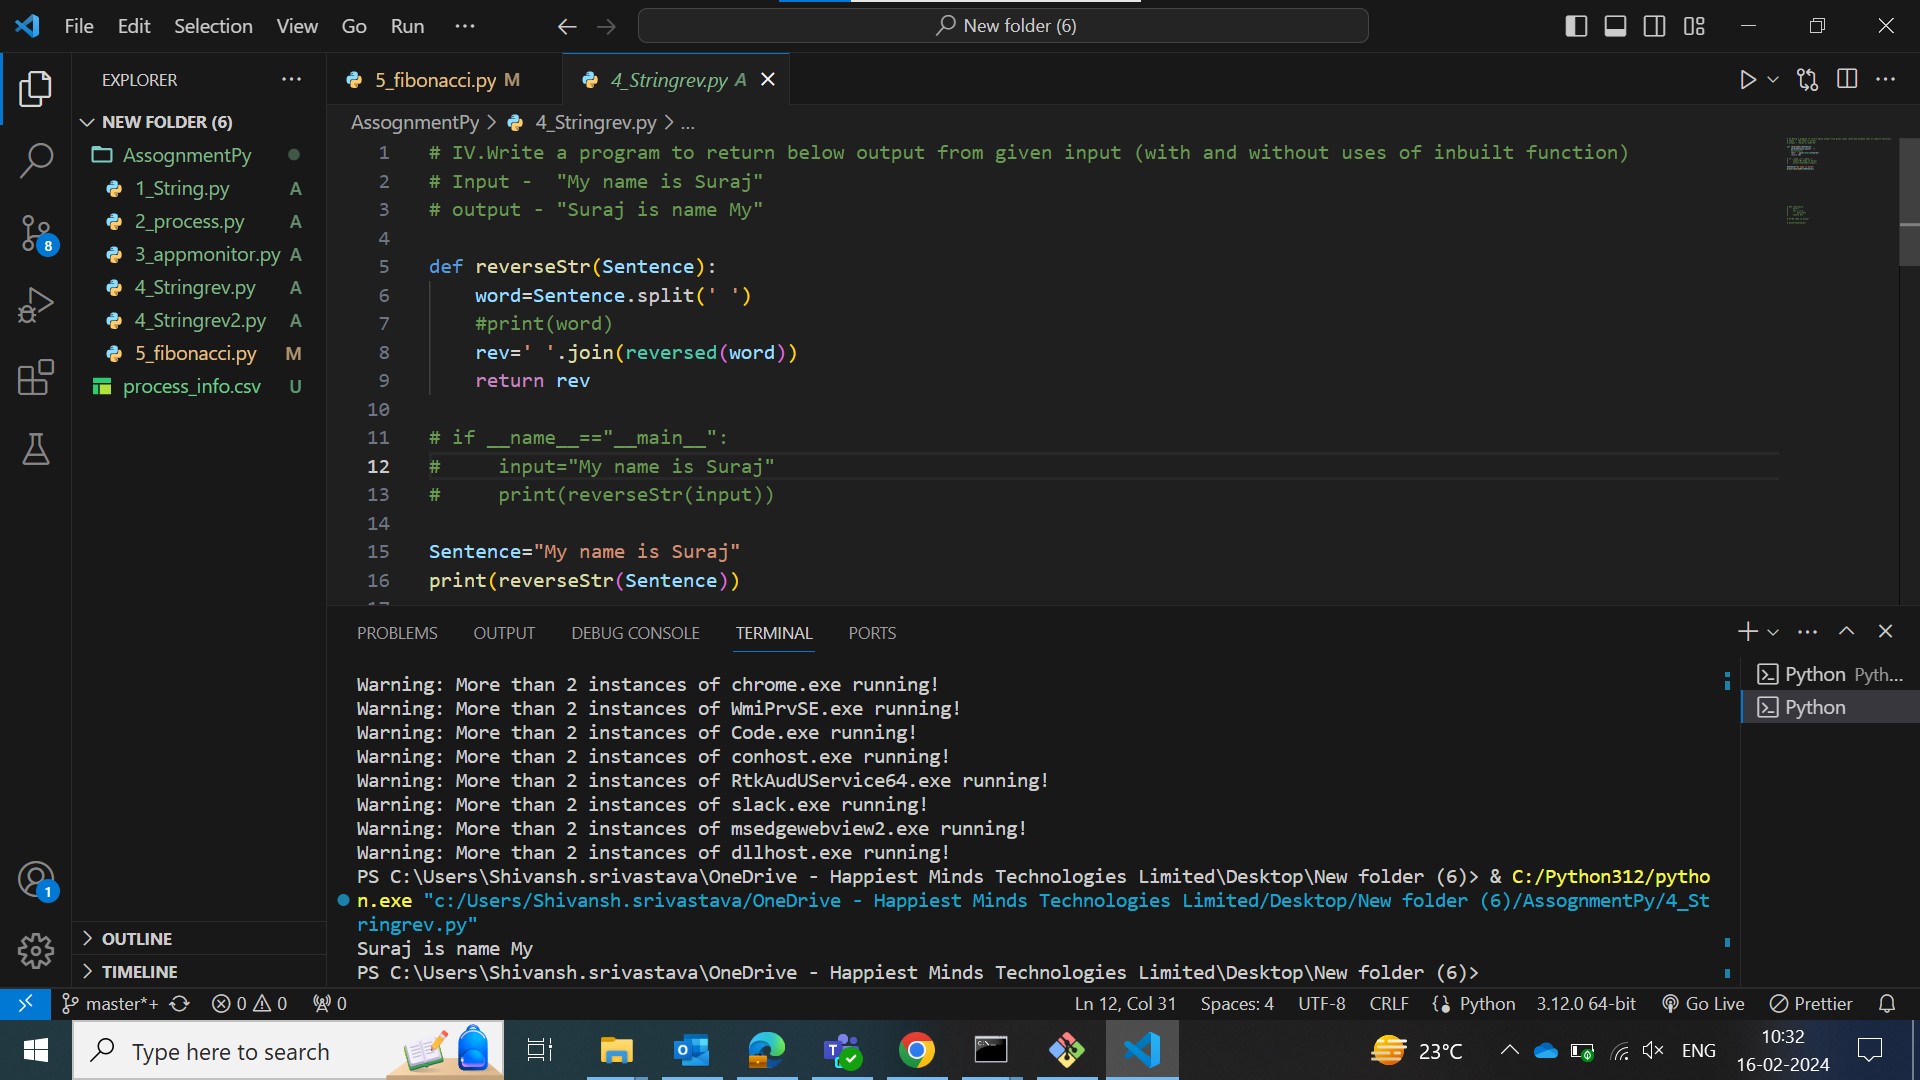 File Edit Selection View Go Run ...
New folder (6)
EXPLORER
NEW FOLDER (6)
AssognmentPy
1_String.py A
2_process.py A
3_appmonitor.py A
4_Stringrev.py A
4_Stringrev2.py A
5_fibonacci.py M
process_info.csv U
OUTLINE
TIMELINE
8
1
5_fibonacci.py M
4_Stringrev.py A
AssognmentPy > 4_Stringrev.py > ...
1 # IV.Write a program to return below output from given input (with and without uses of inbuilt function)
2 # Input -  "My name is Suraj"
3 # output - "Suraj is name My"
4
5 def reverseStr(Sentence):
6     word=Sentence.split(' ')
7     #print(word)
8     rev=' '.join(reversed(word))
9     return rev
10
11 # if __name__=="__main__":
12 #     input="My name is Suraj"
13 #     print(reverseStr(input))
14
15 Sentence="My name is Suraj"
16 print(reverseStr(Sentence))
PROBLEMS OUTPUT DEBUG CONSOLE TERMINAL PORTS
Warning: More than 2 instances of chrome.exe running!
Warning: More than 2 instances of WmiPrvSE.exe running!
Warning: More than 2 instances of Code.exe running!
Warning: More than 2 instances of conhost.exe running!
Warning: More than 2 instances of RtkAudUService64.exe running!
Warning: More than 2 instances of slack.exe running!
Warning: More than 2 instances of msedgewebview2.exe running!
Warning: More than 2 instances of dllhost.exe running!
PS C:\Users\Shivansh.srivastava\OneDrive - Happiest Minds Technologies Limited\Desktop\New folder (6)> & C:/Python312/pytho
n.exe "c:/Users/Shivansh.srivastava/OneDrive - Happiest Minds Technologies Limited/Desktop/New folder (6)/AssognmentPy/4_St
ringrev.py"
Suraj is name My
PS C:\Users\Shivansh.srivastava\OneDrive - Happiest Minds Technologies Limited\Desktop\New folder (6)>
Python Pyth...
Python
master*+ 0 0 0 Ln 12, Col 31 Spaces: 4 UTF-8 CRLF Python 3.12.0 64-bit Go Live Prettier
Type here to search
23°C ENG
10:32
16-02-2024